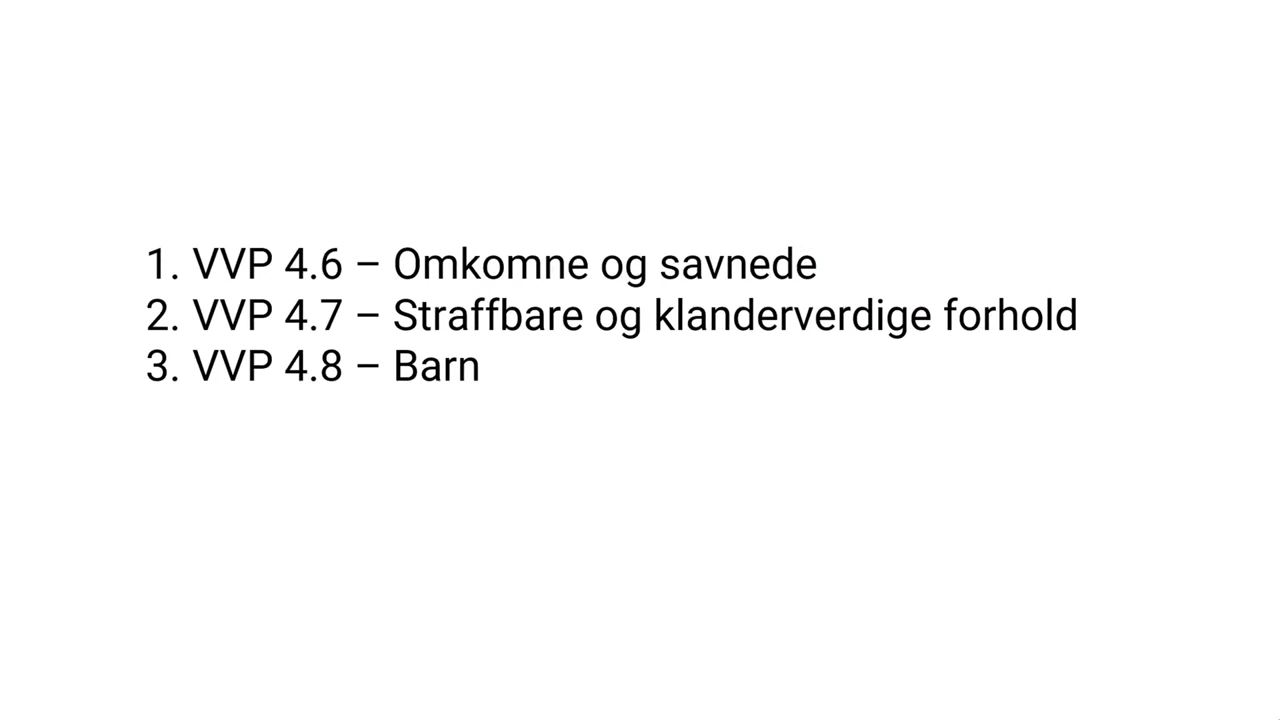 1. VVP 4.6 – Omkomne og savnede
2. VVP 4.7 – Straffbare og klanderverdige forhold
3. VVP 4.8 – Barn